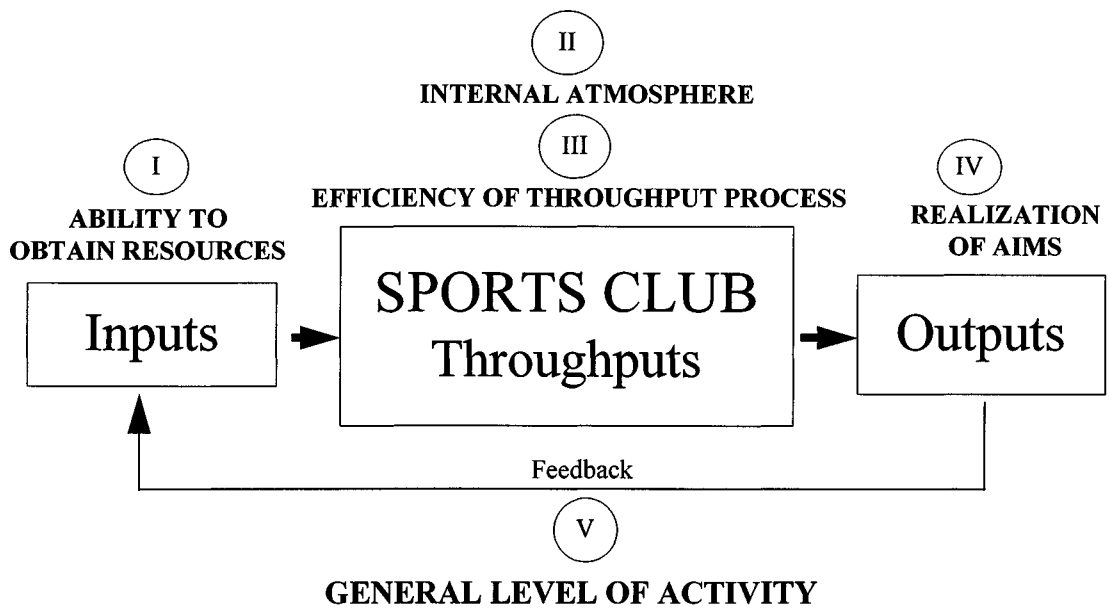 II
INTERNAL ATMOSPHERE
I
III
IV
ABILITY TO
OBTAIN RESOURCES
EFFICIENCY OF THROUGHPUT PROCESS
REALIZATION
OF AIMS
Inputs
SPORTS CLUB
Throughputs
Outputs
Feedback
V
GENERAL LEVEL OF ACTIVITY